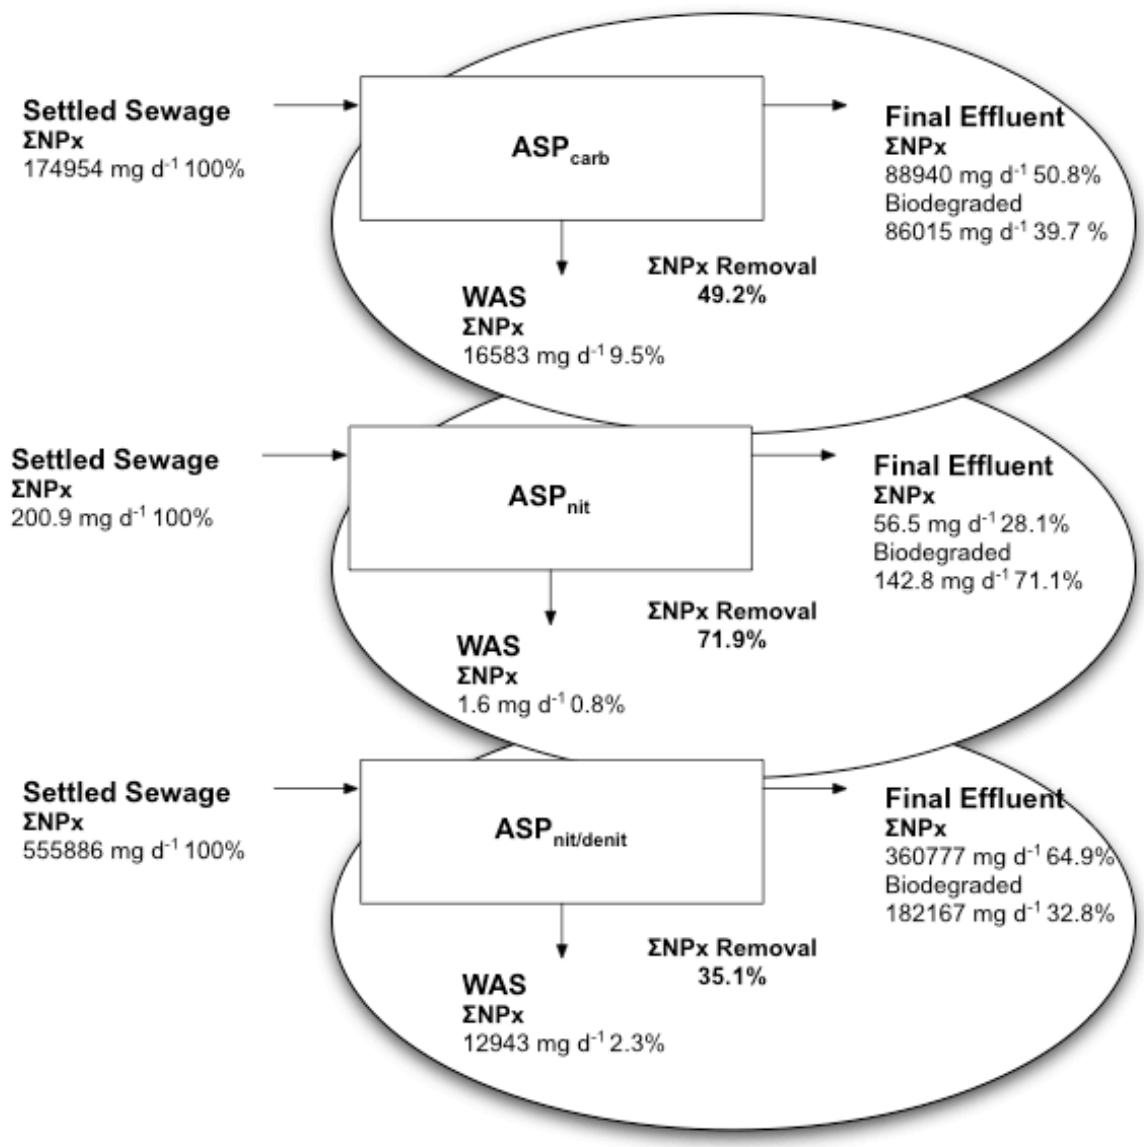 Settled Sewage
ΣNPx
174954 mg d⁻¹ 100%
ASPcarb
Final Effluent
ΣNPx
88940 mg d⁻¹ 50.8%
Biodegraded
86015 mg d⁻¹ 39.7 %
ΣNPx Removal
49.2%
WAS
ΣNPx
16583 mg d⁻¹ 9.5%
Settled Sewage
ΣNPx
200.9 mg d⁻¹ 100%
ASPnit
Final Effluent
ΣNPx
56.5 mg d⁻¹ 28.1%
Biodegraded
142.8 mg d⁻¹ 71.1%
ΣNPx Removal
71.9%
WAS
ΣNPx
1.6 mg d⁻¹ 0.8%
Settled Sewage
ΣNPx
555886 mg d⁻¹ 100%
ASPnit/denit
Final Effluent
ΣNPx
360777 mg d⁻¹ 64.9%
Biodegraded
182167 mg d⁻¹ 32.8%
ΣNPx Removal
35.1%
WAS
ΣNPx
12943 mg d⁻¹ 2.3%